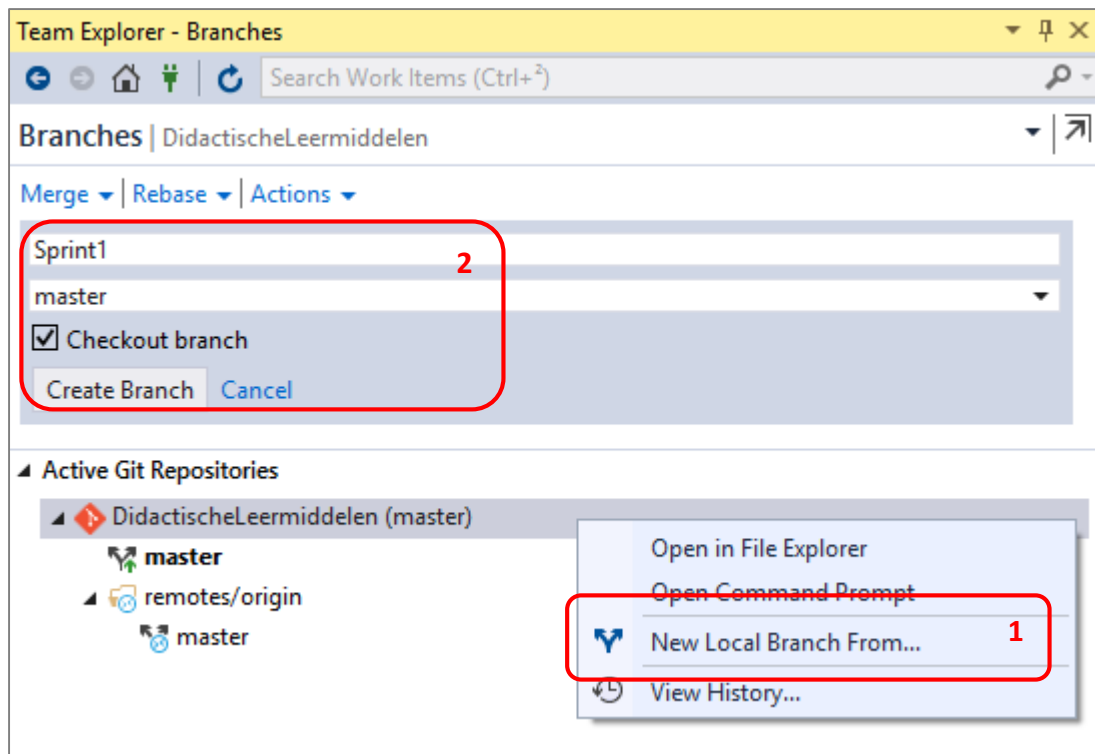 Team Explorer - Branches
Search Work Items (Ctrl+²)
Branches | DidactischeLeermiddelen
Merge | Rebase | Actions
Sprint1
2
master
Checkout branch
Create Branch Cancel
Active Git Repositories
DidactischeLeermiddelen (master)
master
remotes/origin
master
Open in File Explorer
Open Command Prompt
New Local Branch From...
1
View History...